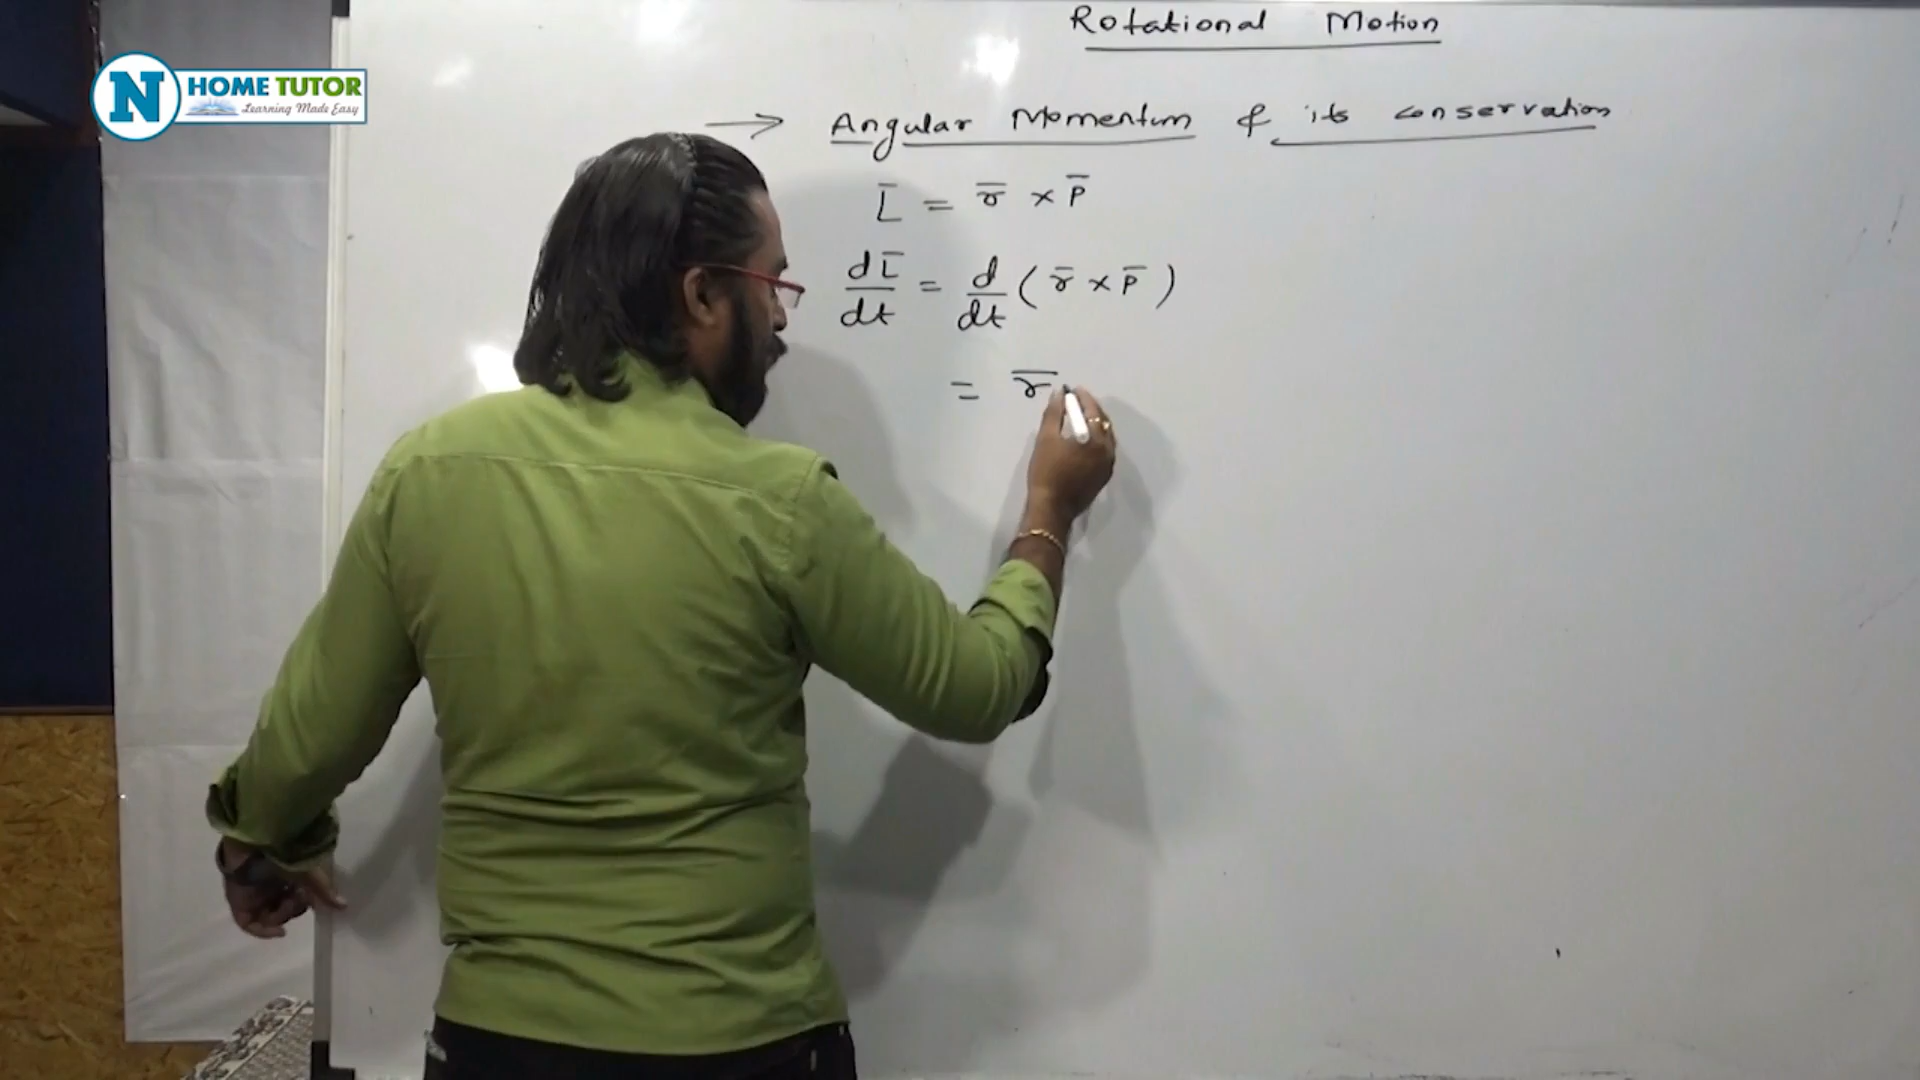 N HOME TUTOR
Learning Made Easy
Rotational Motion
→ Angular Momentum & its conservation
L̅ = r̅ × p̅
dL̅/dt = d/dt ( r̅ × p̅ )
= r̅